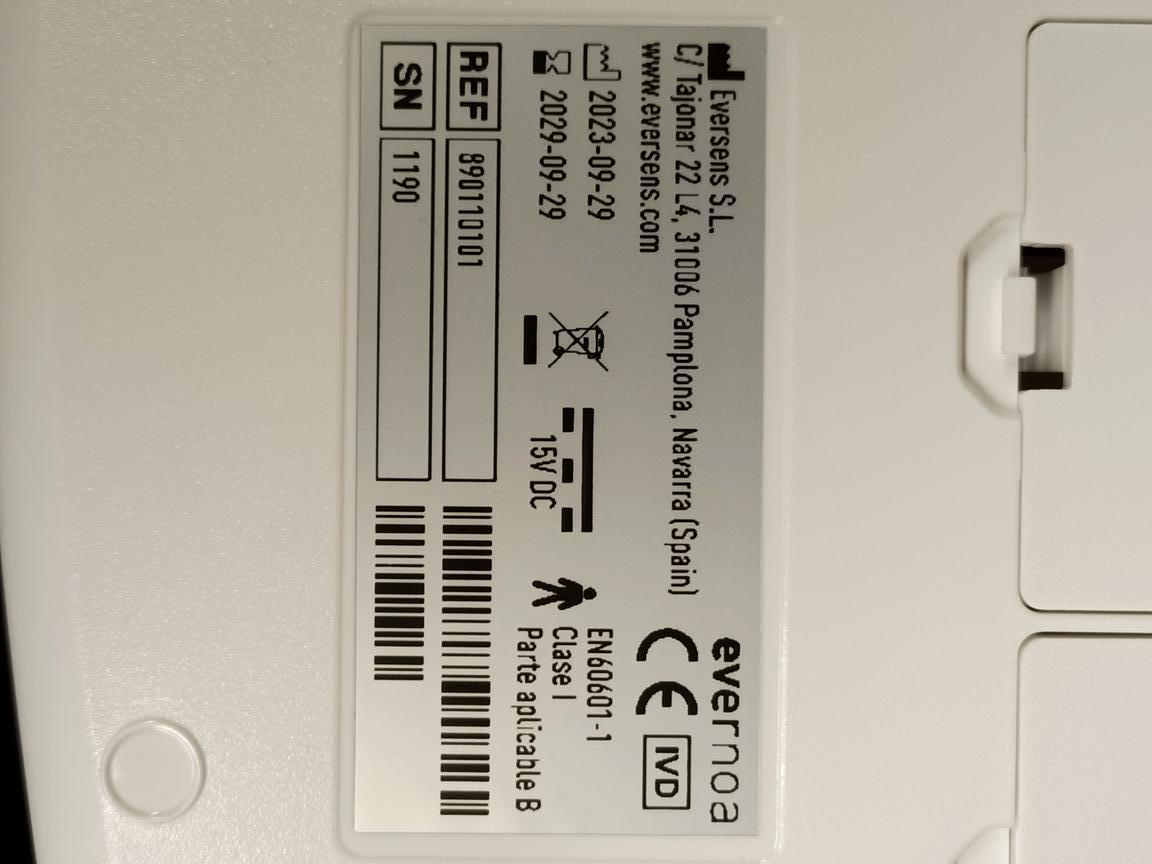 Eversens S.L.
C/ Tajonar 22 L4, 31006 Pamplona, Navarra (Spain)
www.eversens.com
evernoa
CE IVD
2023-09-29
2029-09-29
15V DC
EN60601-1
Clase I
Parte aplicable B
REF 890110101
SN 1190